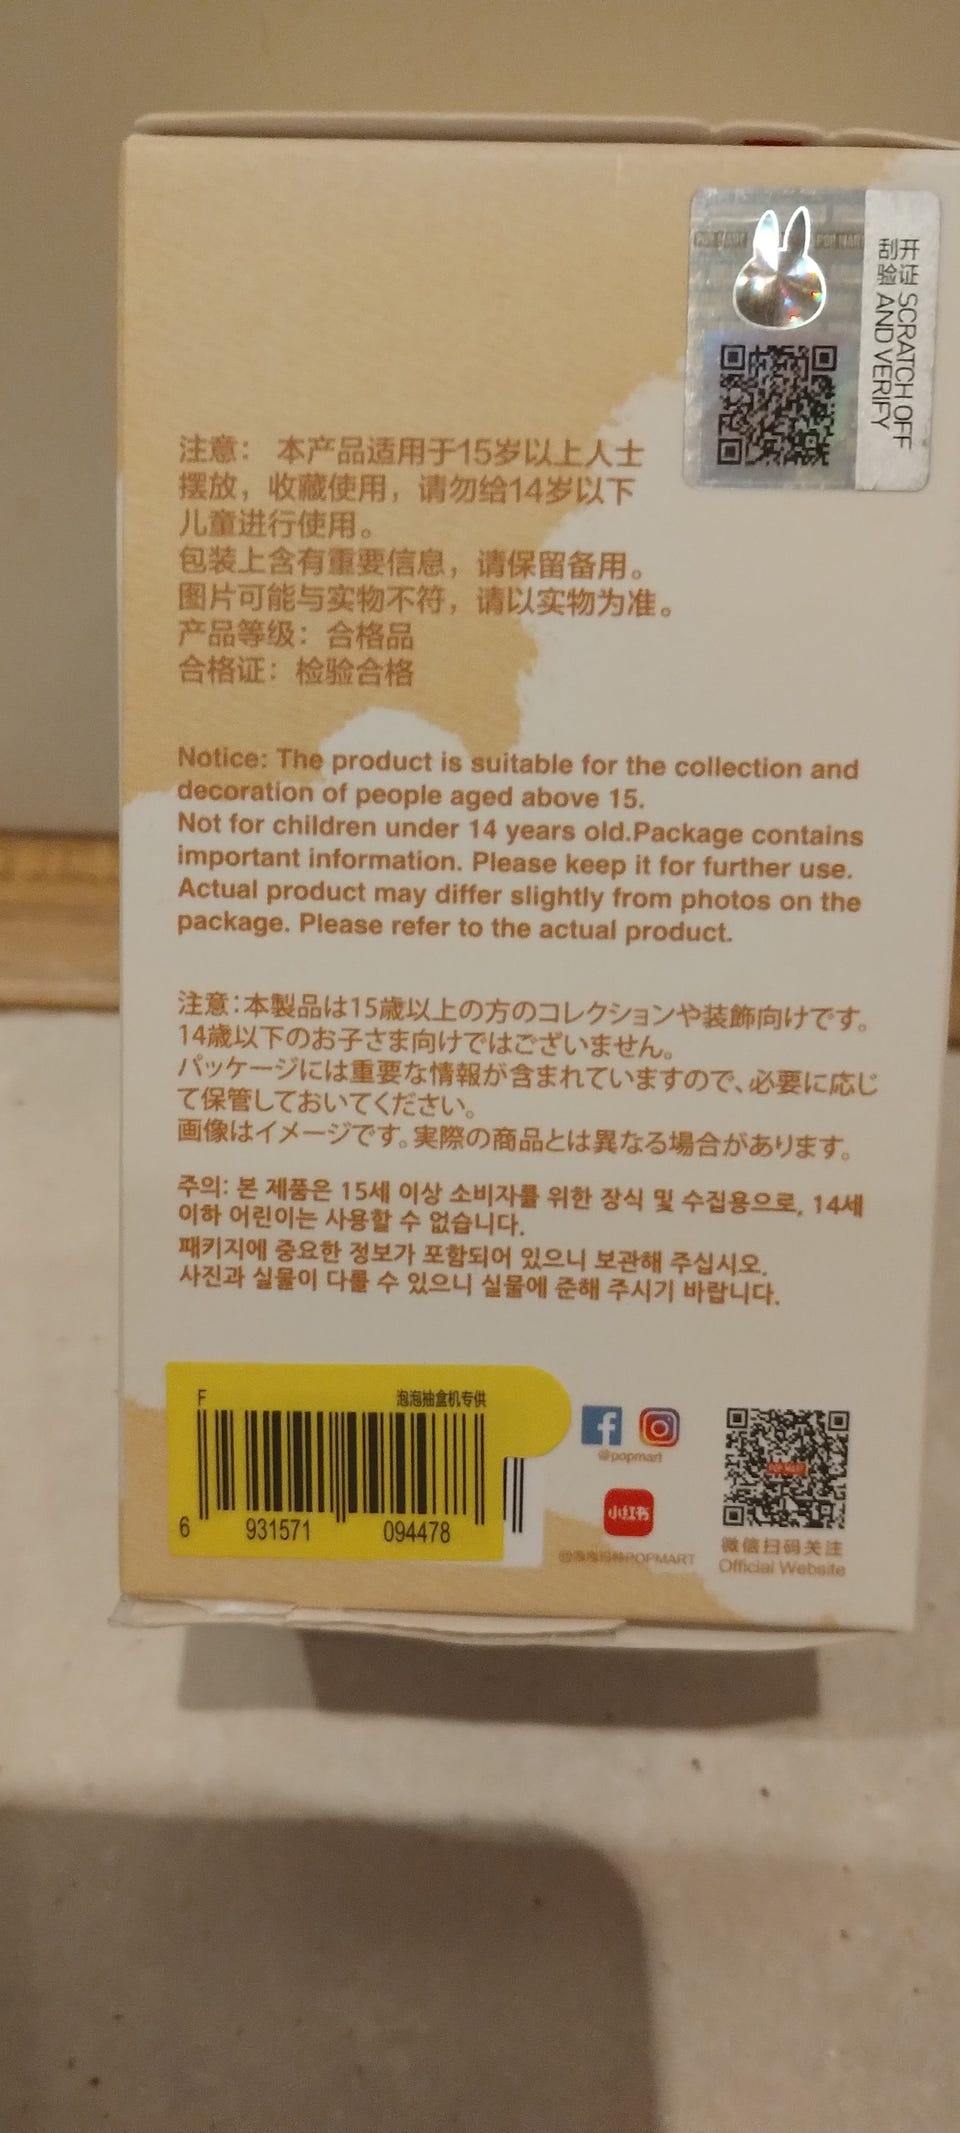 POP MART
POP MART
开 证 SCRATCH OFF
刮 验 AND VERIFY
注意： 本产品适用于15岁以上人士
摆放，收藏使用，请勿给14岁以下
儿童进行使用。
包装上含有重要信息，请保留备用。
图片可能与实物不符，请以实物为准。
产品等级：合格品
合格证：检验合格
Notice: The product is suitable for the collection and
decoration of people aged above 15.
Not for children under 14 years old.Package contains
important information. Please keep it for further use.
Actual product may differ slightly from photos on the
package. Please refer to the actual product.
注意：本製品は15歳以上の方のコレクションや装飾向けです。
14歳以下のお子さま向けではございません。
パッケージには重要な情報が含まれていますので、必要に応じ
て保管しておいてください。
画像はイメージです。実際の商品とは異なる場合があります。
주의: 본 제품은 15세 이상 소비자를 위한 장식 및 수집용으로, 14세
이하 어린이는 사용할 수 없습니다.
패키지에 중요한 정보가 포함되어 있으니 보관해 주십시오.
사진과 실물이 다를 수 있으니 실물에 준해 주시기 바랍니다.
F 泡泡抽盒机专供
6 931571 094478
@popmart
小红书
@泡泡玛特POPMART
POP MART
微信扫码关注
Official Website